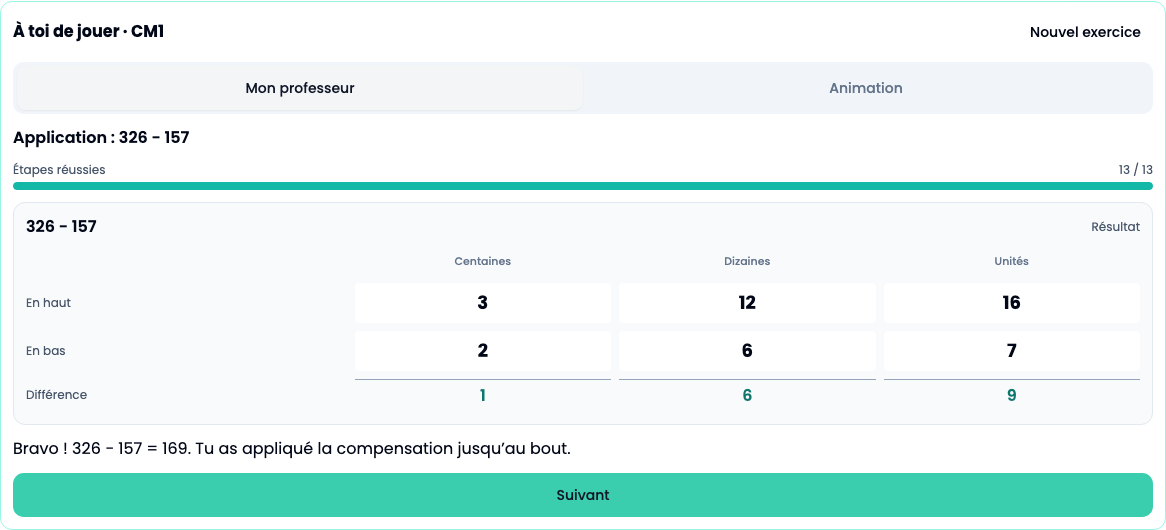 À toi de jouer · CM1
Nouvel exercice
Mon professeur
Animation
Application : 326 − 157
Étapes réussies
13 / 13
326 − 157
Résultat
Centaines Dizaines Unités
En haut 3 12 16
En bas 2 6 7
Différence 1 6 9
Bravo ! 326 − 157 = 169. Tu as appliqué la compensation jusqu’au bout.
Suivant